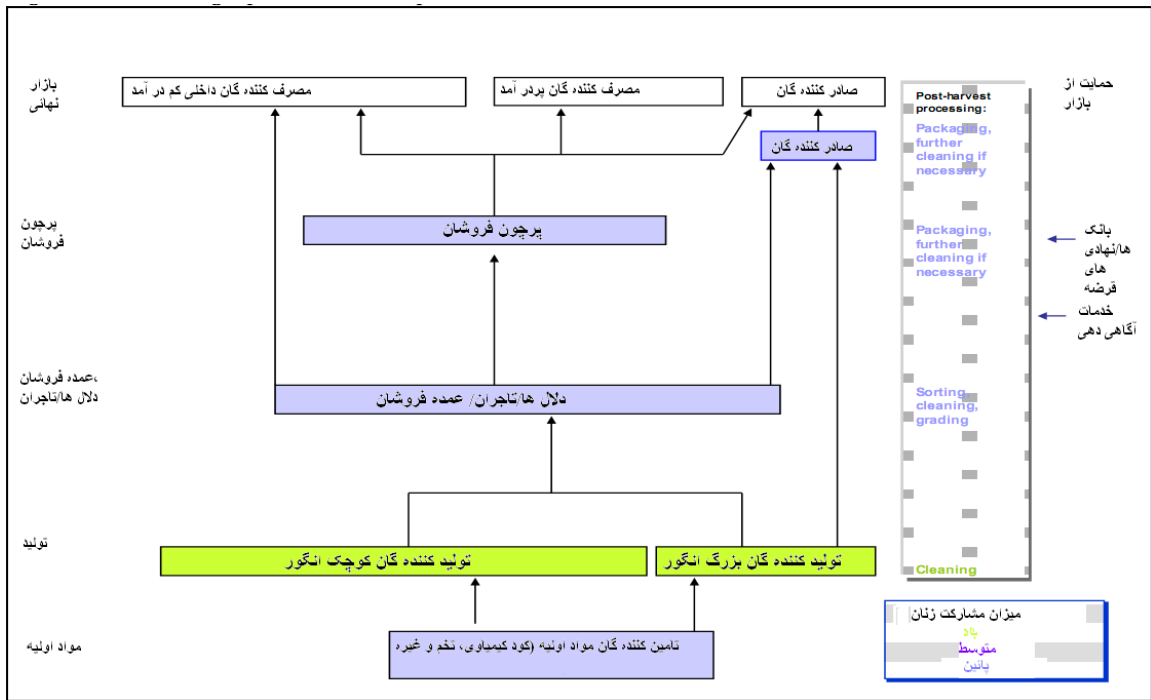 بازار
نهائی
مصرف کننده گان داخلی کم در آمد
مصرف کننده گان پردر آمد
صادر کننده گان
حمایت از
بازار
Post-harvest
processing:
Packaging,
further
cleaning if
necessary
صادر کننده گان
پرچون
فروشان
پرچون فروشان
Packaging,
further
cleaning if
necessary
بانک
ها/نهادی
های
قرضه
خدمات
آگاهی دهی
عمده فروشان،
دلال ها/تاجران
دلال ها/تاجران/ عمده فروشان
Sorting,
cleaning,
grading
تولید
تولید کننده گان کوچک انگور
تولید کننده گان بزرگ انگور
Cleaning
مواد اولیه
تامین کننده گان مواد اولیه (کود کیمیاوی، تخم و غیره
میزان مشارکت زنان
متوسط
پائین